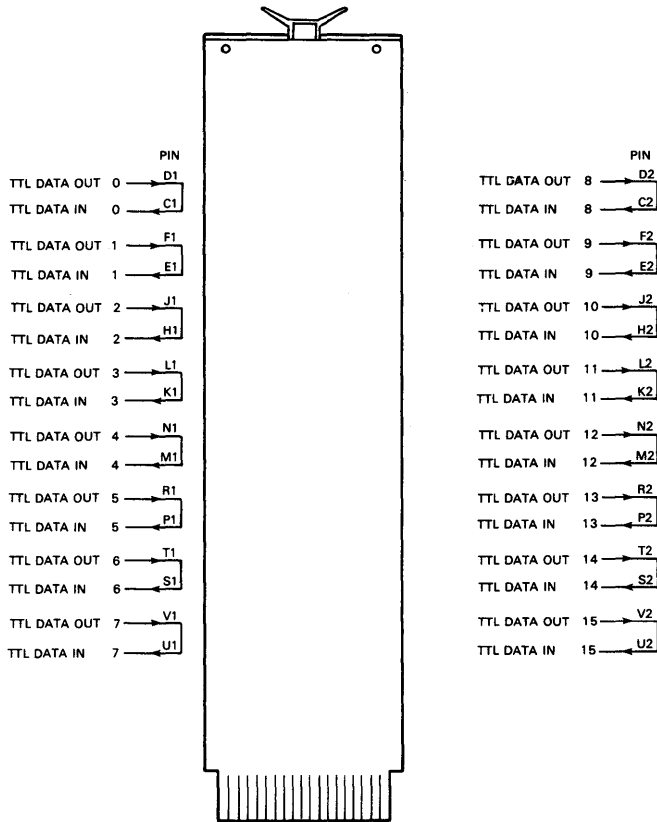 PIN
TTL DATA OUT 0 D1
TTL DATA IN 0 C1
TTL DATA OUT 1 F1
TTL DATA IN 1 E1
TTL DATA OUT 2 J1
TTL DATA IN 2 H1
TTL DATA OUT 3 L1
TTL DATA IN 3 K1
TTL DATA OUT 4 N1
TTL DATA IN 4 M1
TTL DATA OUT 5 R1
TTL DATA IN 5 P1
TTL DATA OUT 6 T1
TTL DATA IN 6 S1
TTL DATA OUT 7 V1
TTL DATA IN 7 U1
PIN
TTL DATA OUT 8 D2
TTL DATA IN 8 C2
TTL DATA OUT 9 F2
TTL DATA IN 9 E2
TTL DATA OUT 10 J2
TTL DATA IN 10 H2
TTL DATA OUT 11 L2
TTL DATA IN 11 K2
TTL DATA OUT 12 N2
TTL DATA IN 12 M2
TTL DATA OUT 13 R2
TTL DATA IN 13 P2
TTL DATA OUT 14 T2
TTL DATA IN 14 S2
TTL DATA OUT 15 V2
TTL DATA IN 15 U2